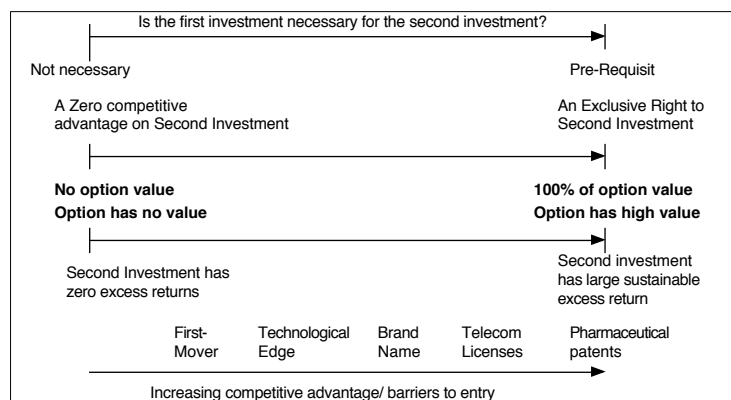 Is the first investment necessary for the second investment?
Not necessary
Pre-Requisit
A Zero competitive
advantage on Second Investment
An Exclusive Right to
Second Investment
No option value
Option has no value
100% of option value
Option has high value
Second Investment has
zero excess returns
Second investment
has large sustainable
excess return
First-
Mover
Technological
Edge
Brand
Name
Telecom
Licenses
Pharmaceutical
patents
Increasing competitive advantage/ barriers to entry